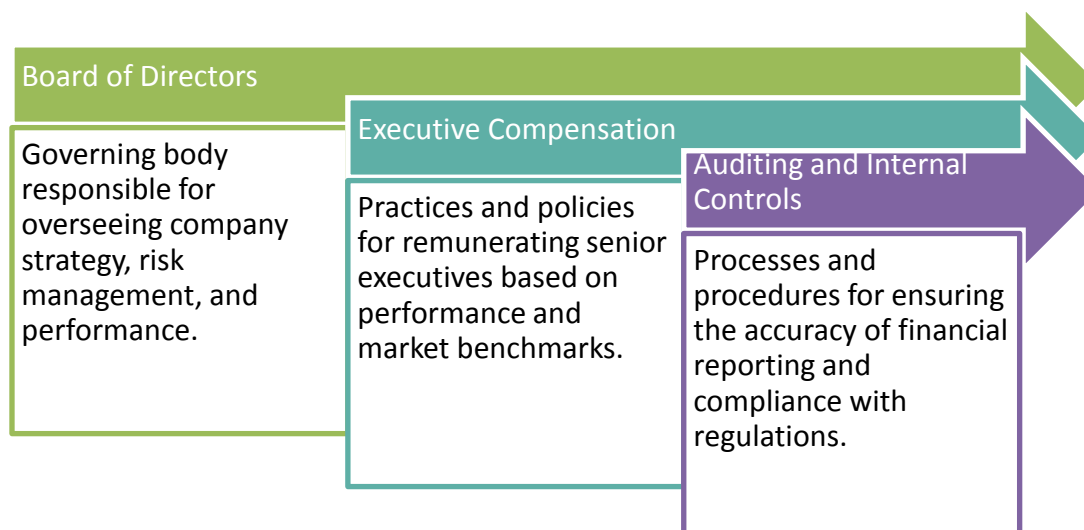 Board of Directors
Governing body
responsible for
overseeing company
strategy, risk
management, and
performance.
Executive Compensation
Practices and policies
for remunerating senior
executives based on
performance and
market benchmarks.
Auditing and Internal
Controls
Processes and
procedures for ensuring
the accuracy of financial
reporting and
compliance with
regulations.